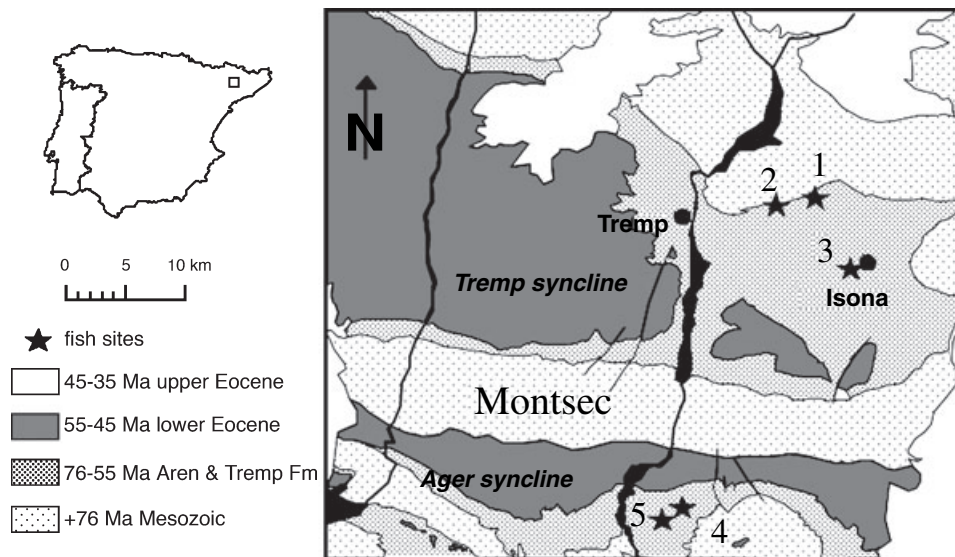 N
0 5 10 km
fish sites
45-35 Ma upper Eocene
55-45 Ma lower Eocene
76-55 Ma Aren & Tremp Fm
+76 Ma Mesozoic
1
2
Tremp
3
Isona
Tremp syncline
Montsec
Ager syncline
5
4